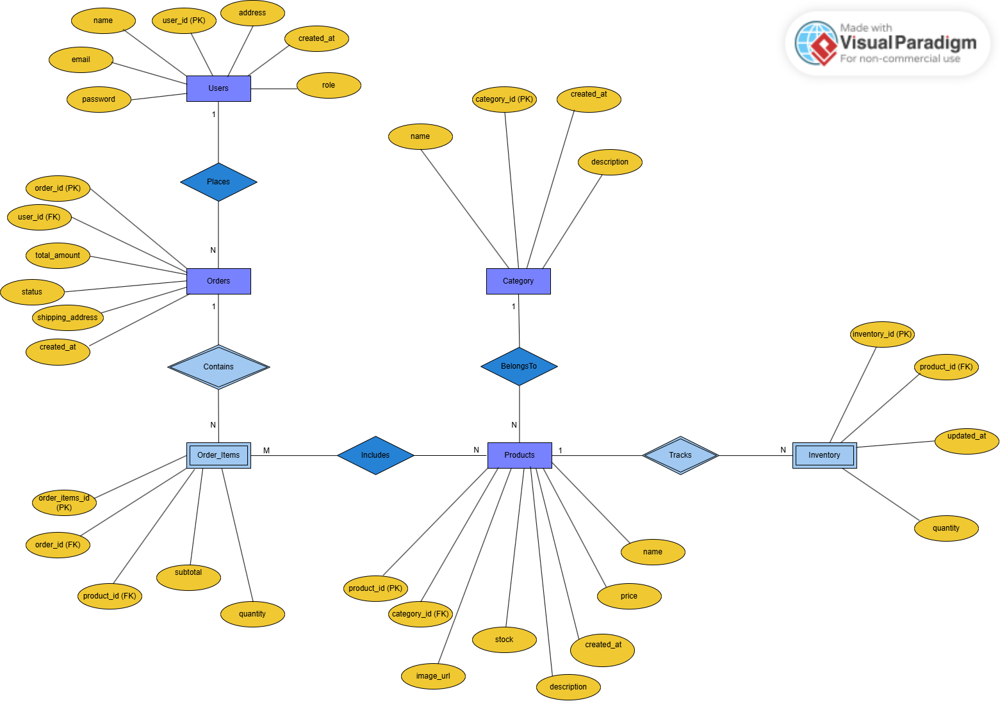 name
user_id (PK)
address
created_at
email
password
role
Users
Made with
Visual Paradigm
For non-commercial use
1
Places
N
order_id (PK)
user_id (FK)
total_amount
status
shipping_address
created_at
Orders
1
Contains
N
name
category_id (PK)
created_at
description
Category
1
BelongsTo
N
Order_Items
M
Includes
N
Products
1
Tracks
N
Inventory
inventory_id (PK)
product_id (FK)
updated_at
quantity
order_items_id
(PK)
order_id (FK)
product_id (FK)
subtotal
quantity
product_id (PK)
category_id (FK)
image_url
stock
description
created_at
price
name